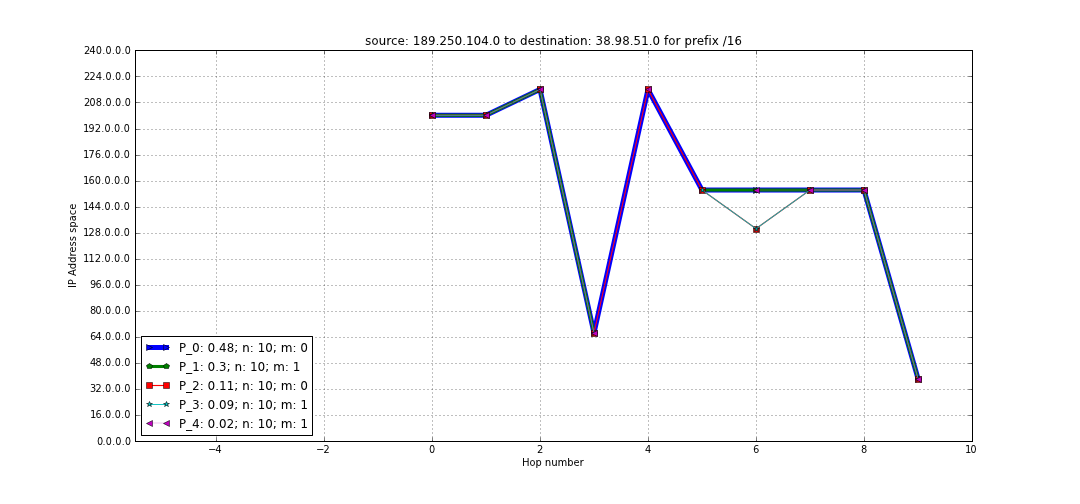 source: 189.250.104.0 to destination: 38.98.51.0 for prefix /16
240.0.0.0
224.0.0.0
208.0.0.0
192.0.0.0
176.0.0.0
160.0.0.0
144.0.0.0
128.0.0.0
112.0.0.0
96.0.0.0
80.0.0.0
64.0.0.0
48.0.0.0
32.0.0.0
16.0.0.0
0.0.0.0
IP Address space
P_0: 0.48; n: 10; m: 0
P_1: 0.3; n: 10; m: 1
P_2: 0.11; n: 10; m: 0
P_3: 0.09; n: 10; m: 1
P_4: 0.02; n: 10; m: 1
−4 −2 0 2 4 6 8 10
Hop number